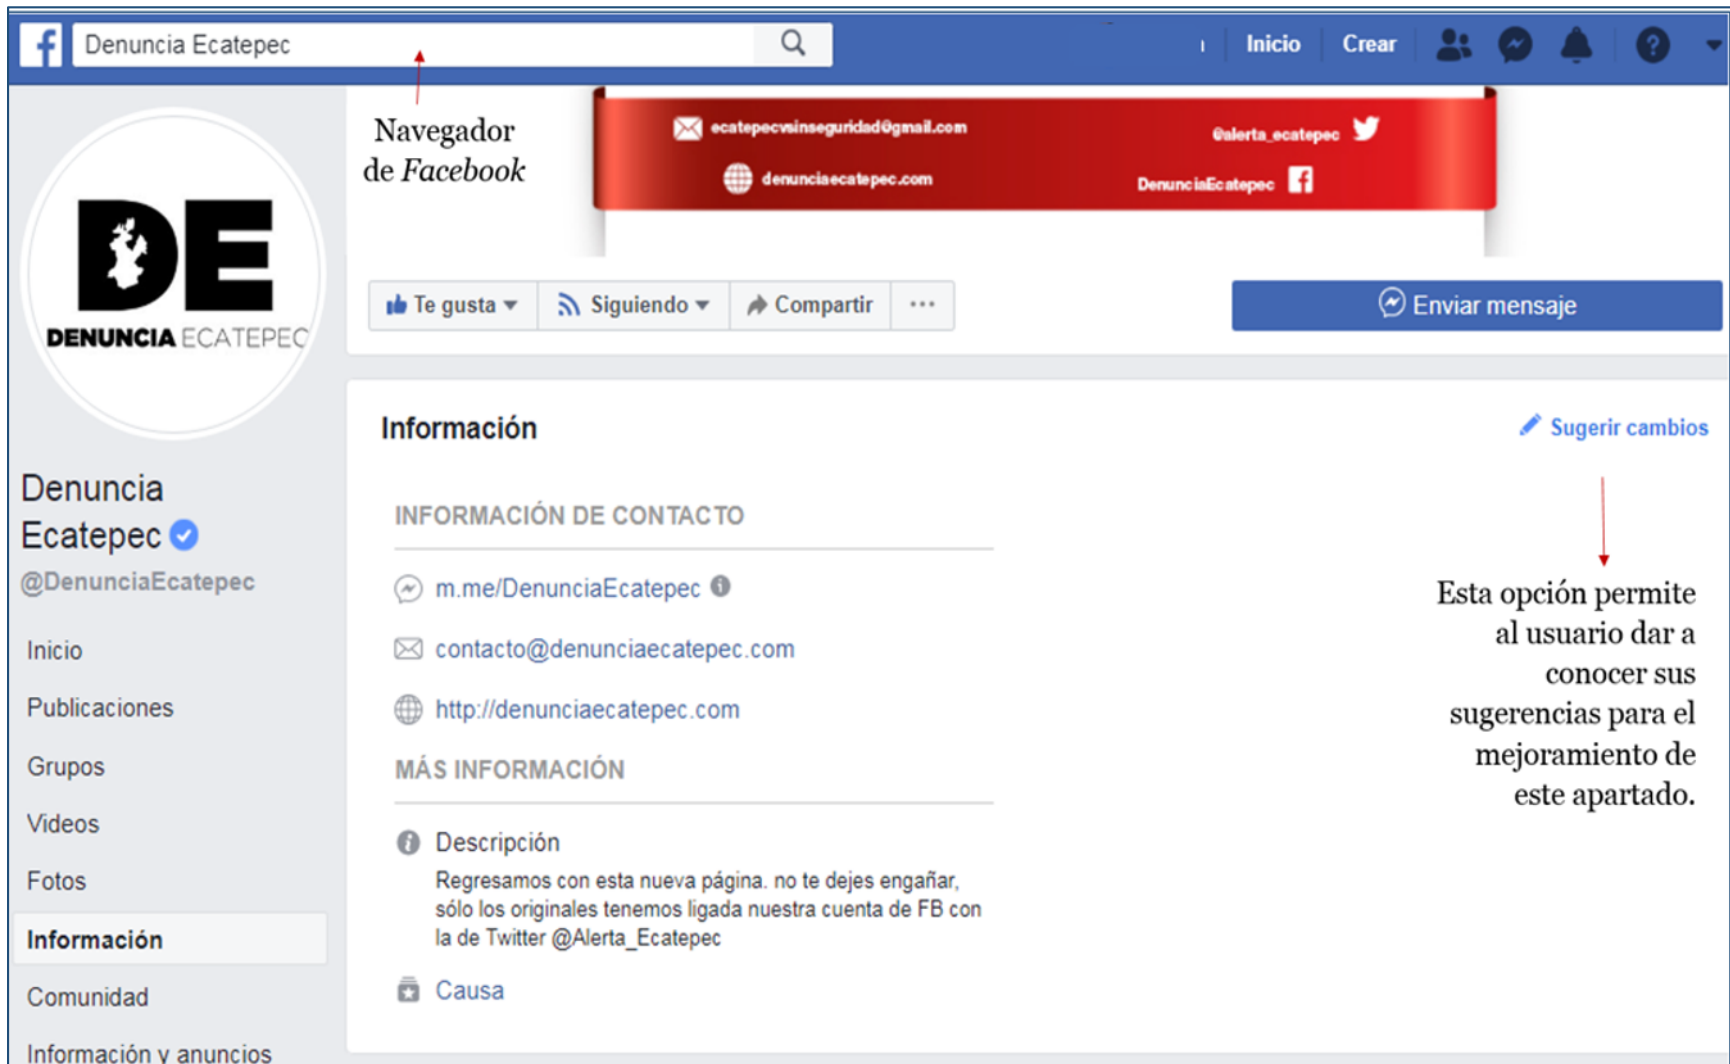 Denuncia Ecatepec
Inicio
Crear
Navegador
de Facebook
ecatepecvsinseguridad@gmail.com
@alerta_ecatepec
denunciaecatepec.com
DenunciaEcatepec
DE
DENUNCIA ECATEPEC
Te gusta
Siguiendo
Compartir
Enviar mensaje
Denuncia
Ecatepec
@DenunciaEcatepec
Inicio
Publicaciones
Grupos
Videos
Fotos
Información
Comunidad
Información y anuncios
Información
Sugerir cambios
INFORMACIÓN DE CONTACTO
m.me/DenunciaEcatepec
contacto@denunciaecatepec.com
http://denunciaecatepec.com
MÁS INFORMACIÓN
Descripción
Regresamos con esta nueva página. no te dejes engañar,
sólo los originales tenemos ligada nuestra cuenta de FB con
la de Twitter @Alerta_Ecatepec
Causa
Esta opción permite
al usuario dar a
conocer sus
sugerencias para el
mejoramiento de
este apartado.